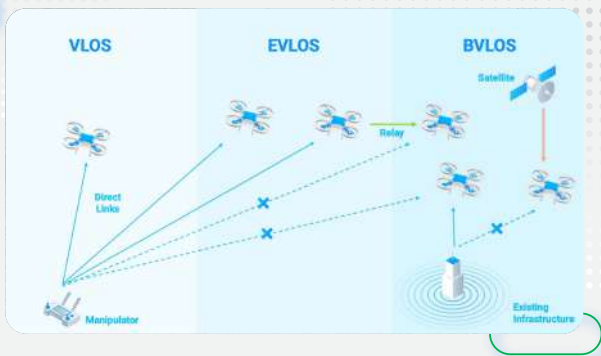 VLOS
EVLOS
BVLOS
Satellite
Relay
Direct
Links
Manipulator
Existing
Infrastructure